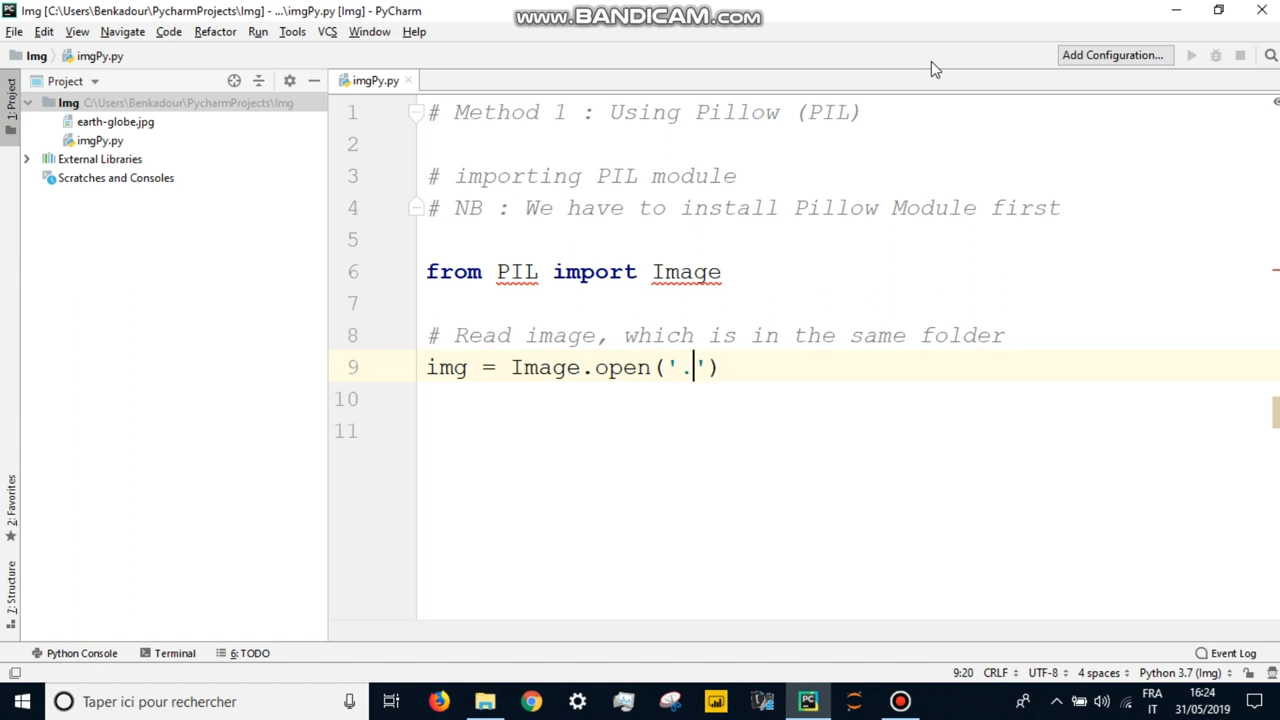 Img [C:\Users\Benkadour\PycharmProjects\Img] - ...\imgPy.py [Img] - PyCharm
www.BANDICAM.com
File Edit View Navigate Code Refactor Run Tools VCS Window Help
Img imgPy.py
Add Configuration...
1: Project
Project
imgPy.py
Img C:\Users\Benkadour\PycharmProjects\Img
earth-globe.jpg
imgPy.py
External Libraries
Scratches and Consoles
1 # Method 1 : Using Pillow (PIL)
2
3 # importing PIL module
4 # NB : We have to install Pillow Module first
5
6 from PIL import Image
7
8 # Read image, which is in the same folder
9 img = Image.open('.')
10
11
2: Favorites
7: Structure
Python Console Terminal 6: TODO Event Log
9:20 CRLF UTF-8 4 spaces Python 3.7 (Img)
Taper ici pour rechercher
FRA
IT
16:24
31/05/2019